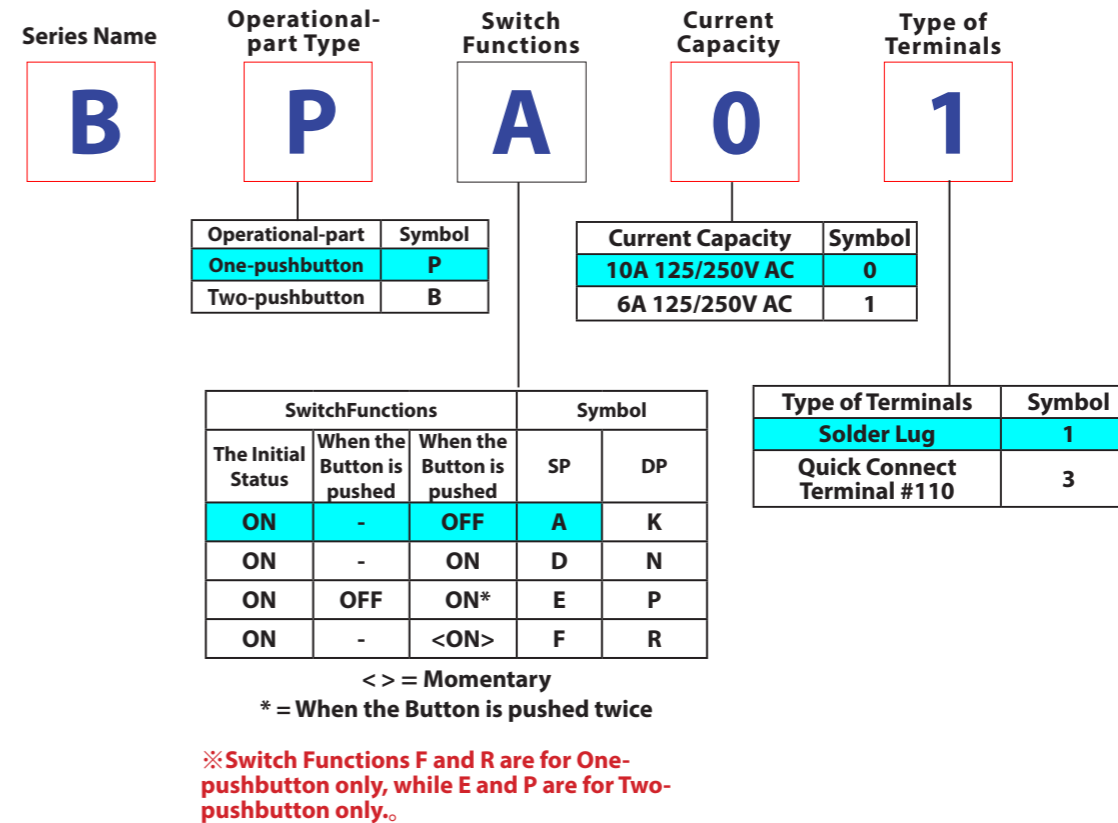 Series Name
Operational-
part Type
Switch
Functions
Current
Capacity
Type of
Terminals
B
P
A
0
1
Operational-part Symbol
One-pushbutton P
Two-pushbutton B
Current Capacity Symbol
10A 125/250V AC 0
6A 125/250V AC 1
SwitchFunctions Symbol
The Initial
Status
When the
Button is
pushed
When the
Button is
pushed
SP
DP
ON - OFF A K
ON - ON D N
ON OFF ON* E P
ON - <ON> F R
Type of Terminals Symbol
Solder Lug 1
Quick Connect
Terminal #110
3
< > = Momentary
* = When the Button is pushed twice
※Switch Functions F and R are for One-
pushbutton only, while E and P are for Two-
pushbutton only.。